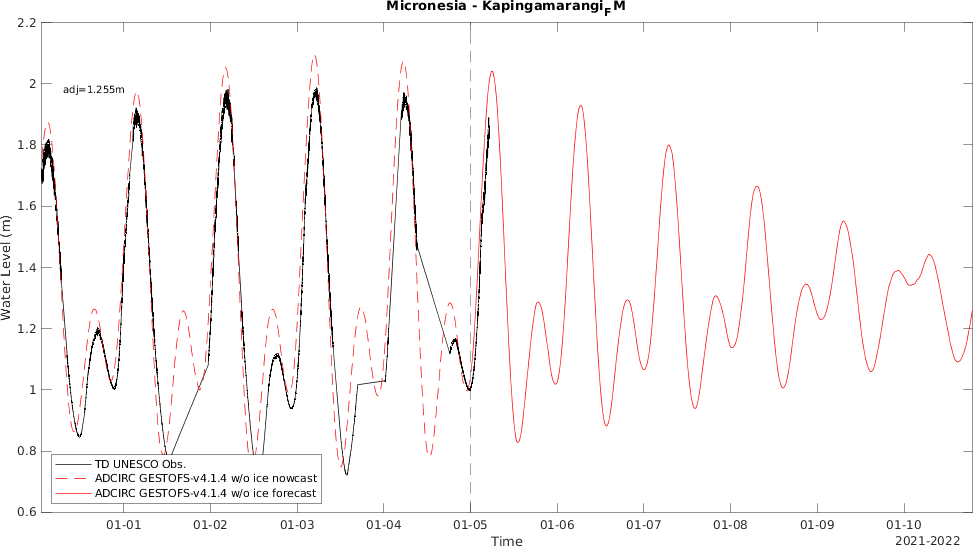 Micronesia - KapingamarangiFM
2.2
2
1.8
1.6
1.4
1.2
1
0.8
0.6
Water Level (m)
adj=1.255m
TD UNESCO Obs.
ADCIRC GESTOFS-v4.1.4 w/o ice nowcast
ADCIRC GESTOFS-v4.1.4 w/o ice forecast
01-01 01-02 01-03 01-04 01-05 01-06 01-07 01-08 01-09 01-10
Time
2021-2022